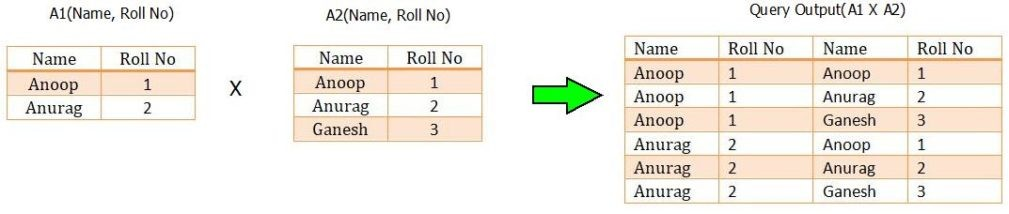 A1(Name, Roll No)
Name Roll No
Anoop 1
Anurag 2
X
A2(Name, Roll No)
Name Roll No
Anoop 1
Anurag 2
Ganesh 3
Query Output(A1 X A2)
Name Roll No Name Roll No
Anoop 1 Anoop 1
Anoop 1 Anurag 2
Anoop 1 Ganesh 3
Anurag 2 Anoop 1
Anurag 2 Anurag 2
Anurag 2 Ganesh 3